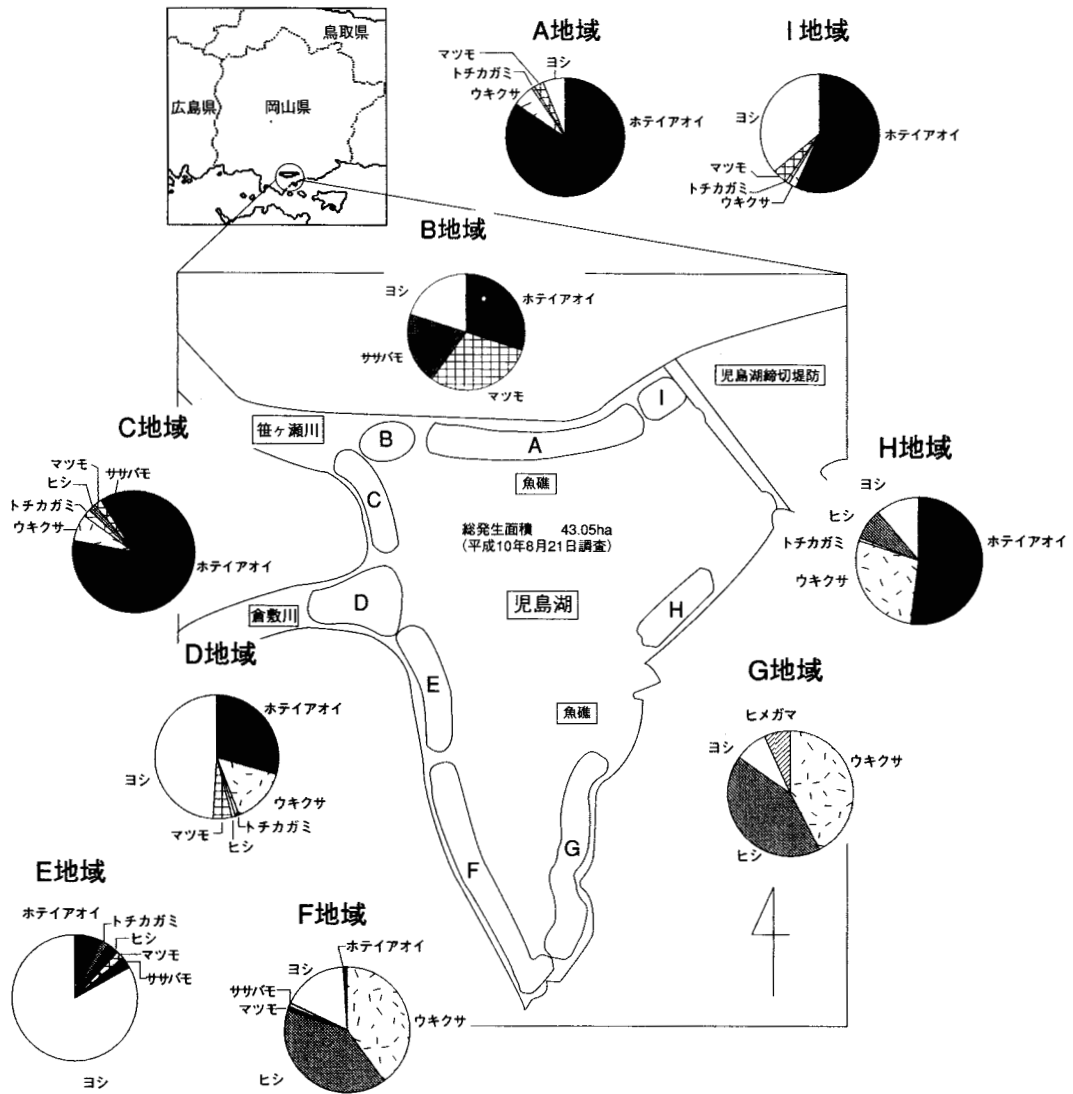 鳥取県
広島県
岡山県
A地域
マツモ
トチカガミ
ウキクサ
ヨシ
ホテイアオイ
I地域
ヨシ
ホテイアオイ
マツモ
トチカガミ
ウキクサ
B地域
ヨシ
ホテイアオイ
ササバモ
マツモ
児島湖締切堤防
笹ヶ瀬川
I
B
A
C地域
マツモ
ヒシ
トチカガミ
ウキクサ
ササバモ
ホテイアオイ
C
魚礁
総発生面積 43.05ha
(平成10年8月21日調査)
H地域
ヨシ
ヒシ
トチカガミ
ウキクサ
ホテイアオイ
倉敷川
D
児島湖
H
D地域
ホテイアオイ
ヨシ
ウキクサ
トチカガミ
ヒシ
マツモ
E
魚礁
G地域
ヒメガマ
ヨシ
ウキクサ
ヒシ
E地域
ホテイアオイ
トチカガミ
ヒシ
マツモ
ササバモ
ヨシ
F
G
F地域
ホテイアオイ
ヨシ
ササバモ
マツモ
ウキクサ
ヒシ